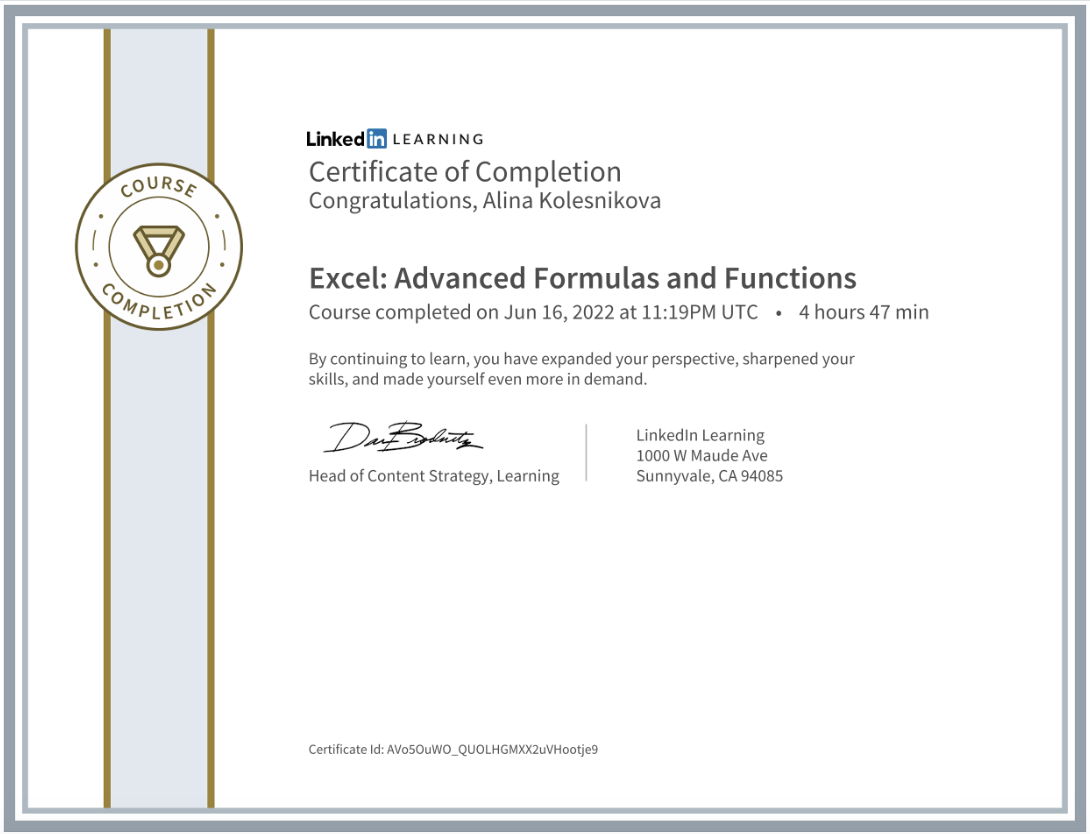 COURSE
COMPLETION
Linked in LEARNING
Certificate of Completion
Congratulations, Alina Kolesnikova
Excel: Advanced Formulas and Functions
Course completed on Jun 16, 2022 at 11:19PM UTC • 4 hours 47 min
By continuing to learn, you have expanded your perspective, sharpened your
skills, and made yourself even more in demand.
Head of Content Strategy, Learning
LinkedIn Learning
1000 W Maude Ave
Sunnyvale, CA 94085
Certificate Id: AVo5OuWO_QUOLHGMXX2uVHootje9